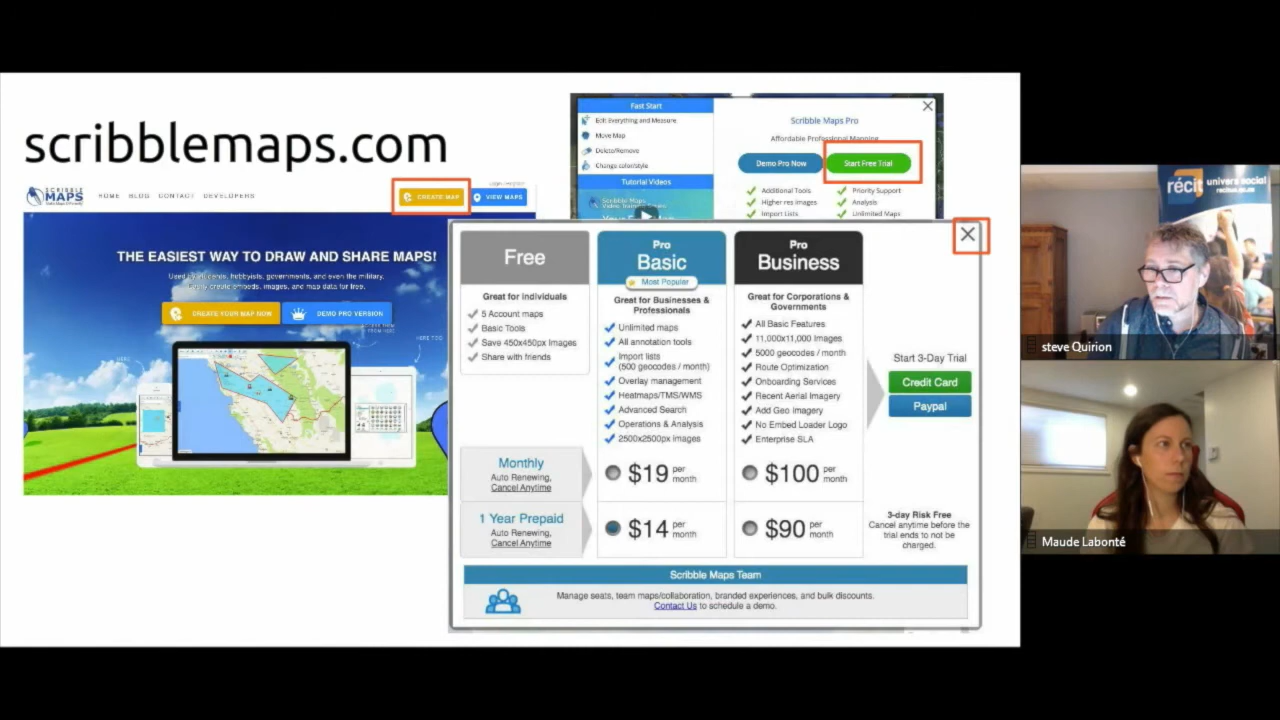 scribblemaps.com
SCRIBBLE
MAPS
HOME BLOG CONTACT DEVELOPERS
CREATE MAP
VIEW MAPS
THE EASIEST WAY TO DRAW AND SHARE MAPS!
CREATE YOUR MAP NOW
DEMO PRO VERSION
Fast Start
Edit Everything and Measure
Move Map
Delete/Remove
Change color/style
Tutorial Videos
Scribble Maps
Scribble Maps Pro
Affordable Professional Mapping
Demo Pro Now
Start Free Trial
Additional Tools
Higher res Images
Import Lists
Priority Support
Analysis
Unlimited Maps
Free
Great for Individuals
5 Account maps
Basic Tools
Save 450x450px Images
Share with friends
Pro
Basic
Most Popular
Great for Businesses &
Professionals
Unlimited maps
All annotation tools
Import lists
(500 geocodes / month)
Overlay management
Heatmaps/TMS/WMS
Advanced Search
Operations & Analysis
2500x2500px images
Pro
Business
Great for Corporations &
Governments
All Basic Features
11,000x11,000 Images
5000 geocodes / month
Route Optimization
Onboarding Services
Recent Aerial Imagery
Add Geo Imagery
No Embed Loader Logo
Enterprise SLA
Start 3-Day Trial
Credit Card
Paypal
Monthly
Auto Renewing,
Cancel Anytime
$19 per month
$100 per month
1 Year Prepaid
Auto Renewing,
Cancel Anytime
$14 per month
$90 per month
3-day Risk Free
Cancel anytime before the
trial ends to not be
charged.
Scribble Maps Team
Manage seats, team maps/collaboration, branded experiences, and bulk discounts.
Contact Us to schedule a demo.
récit univers social
steve Quirion
Maude Labonté